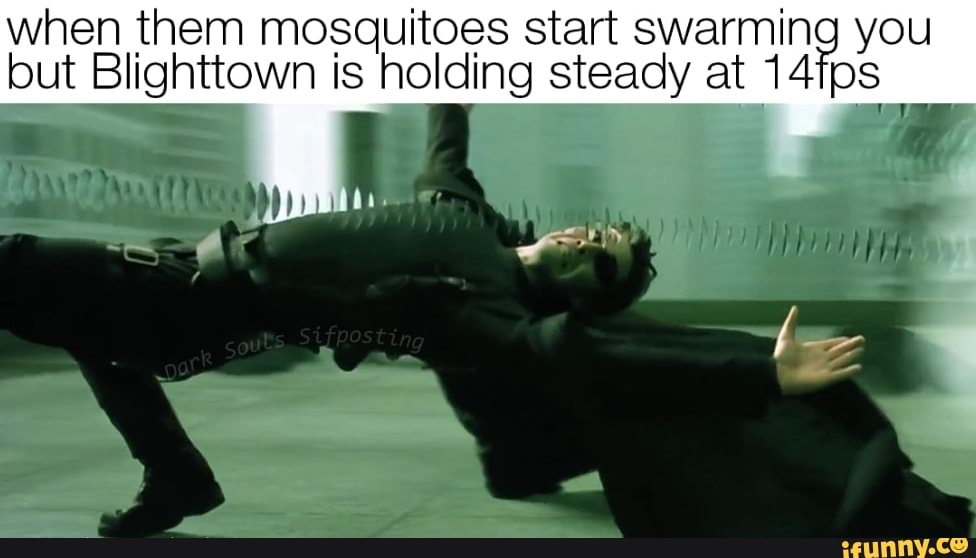 when them mosquitoes start swarming you
but Blighttown is holding steady at 14fps
Dark Souls Sifposting
ifunny.co